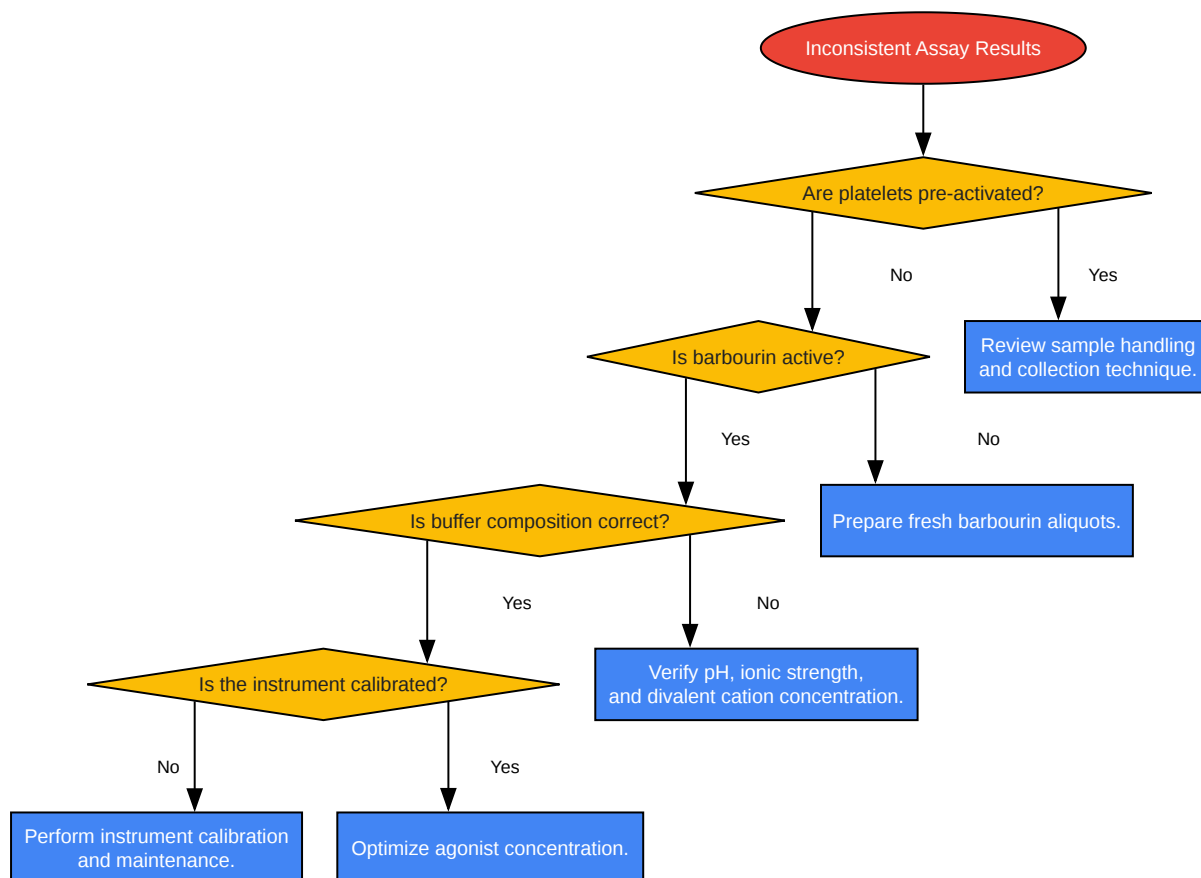 Inconsistent Assay Results
Are platelets pre-activated?
No
Yes
Is barbourin active?
Review sample handling
and collection technique.
Yes
No
Is buffer composition correct?
Prepare fresh barbourin aliquots.
Yes
No
Is the instrument calibrated?
Verify pH, ionic strength,
and divalent cation concentration.
No
Yes
Perform instrument calibration
and maintenance.
Optimize agonist concentration.